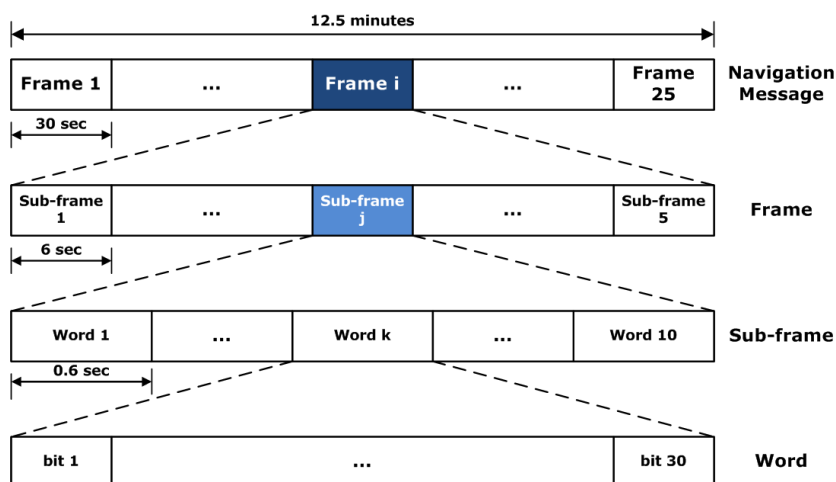 12.5 minutes
Frame 1
...
Frame i
...
Frame
25
Navigation
Message
30 sec
Sub-frame
1
...
Sub-frame
j
...
Sub-frame
5
Frame
6 sec
Word 1
...
Word k
...
Word 10
Sub-frame
0.6 sec
bit 1
...
bit 30
Word